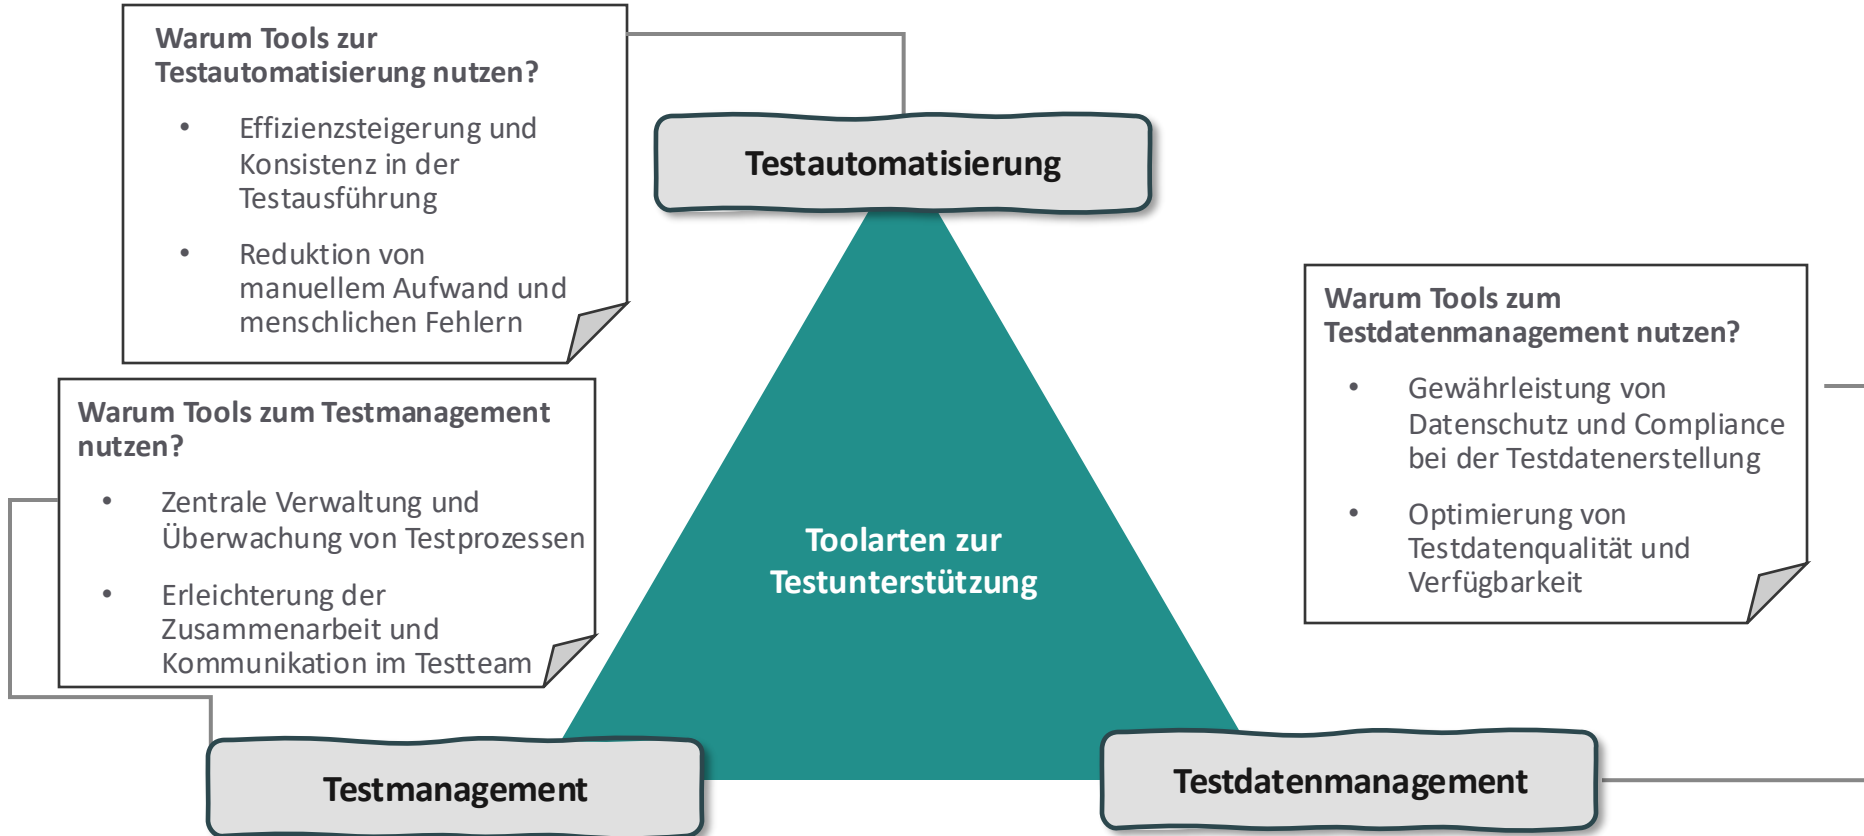 Warum Tools zur
Testautomatisierung nutzen?
• Effizienzsteigerung und
Konsistenz in der
Testausführung
• Reduktion von
manuellem Aufwand und
menschlichen Fehlern
Testautomatisierung
Warum Tools zum Testmanagement
nutzen?
• Zentrale Verwaltung und
Überwachung von Testprozessen
• Erleichterung der
Zusammenarbeit und
Kommunikation im Testteam
Toolarten zur
Testunterstützung
Warum Tools zum
Testdatenmanagement nutzen?
• Gewährleistung von
Datenschutz und Compliance
bei der Testdatenerstellung
• Optimierung von
Testdatenqualität und
Verfügbarkeit
Testmanagement
Testdatenmanagement